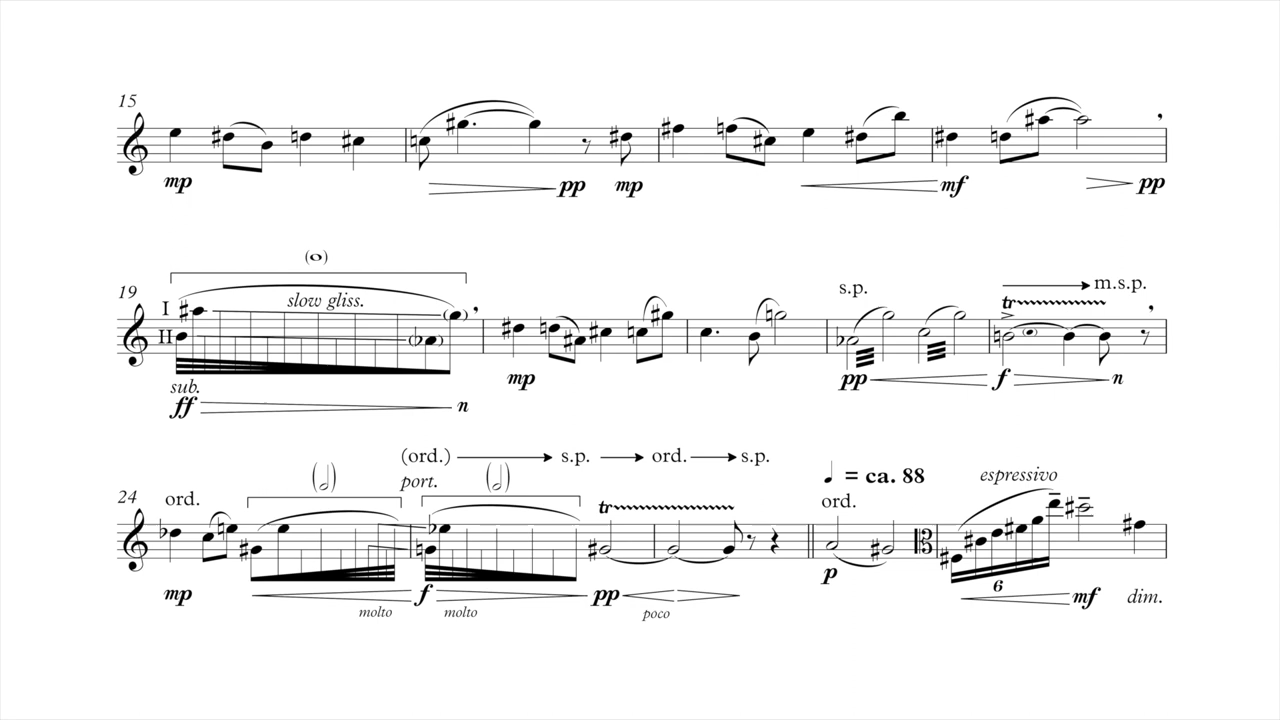 15
mp pp mp mf pp
19
I slow gliss. s.p. m.s.p.
tr
II
sub. mp pp f n
ff n
(ord.) s.p. ord. s.p.
24 ord. port. tr = ca. 88 espressivo
ord.
mp f pp p 6 mf dim.
molto molto poco